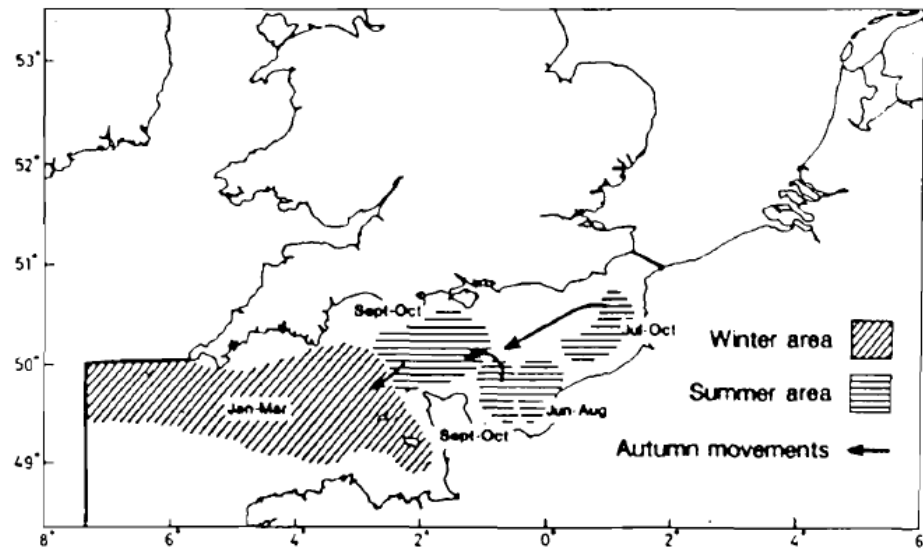 53°
52°
51°
50°
49°
Sept-Oct
Jul-Oct
Jan-Mar
Sept-Oct
Jun-Aug
Winter area
Summer area
Autumn movements
8°
6°
4°
2°
0°
2°
4°
6